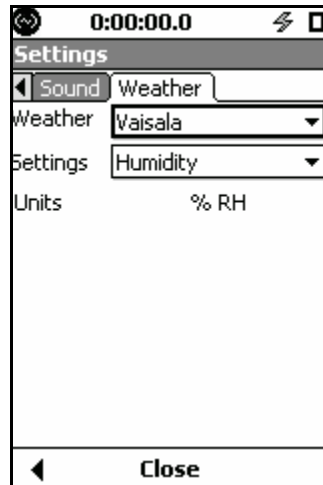 0:00:00.0
Settings
Sound Weather
Weather Vaisala
Settings Humidity
Units % RH
Close